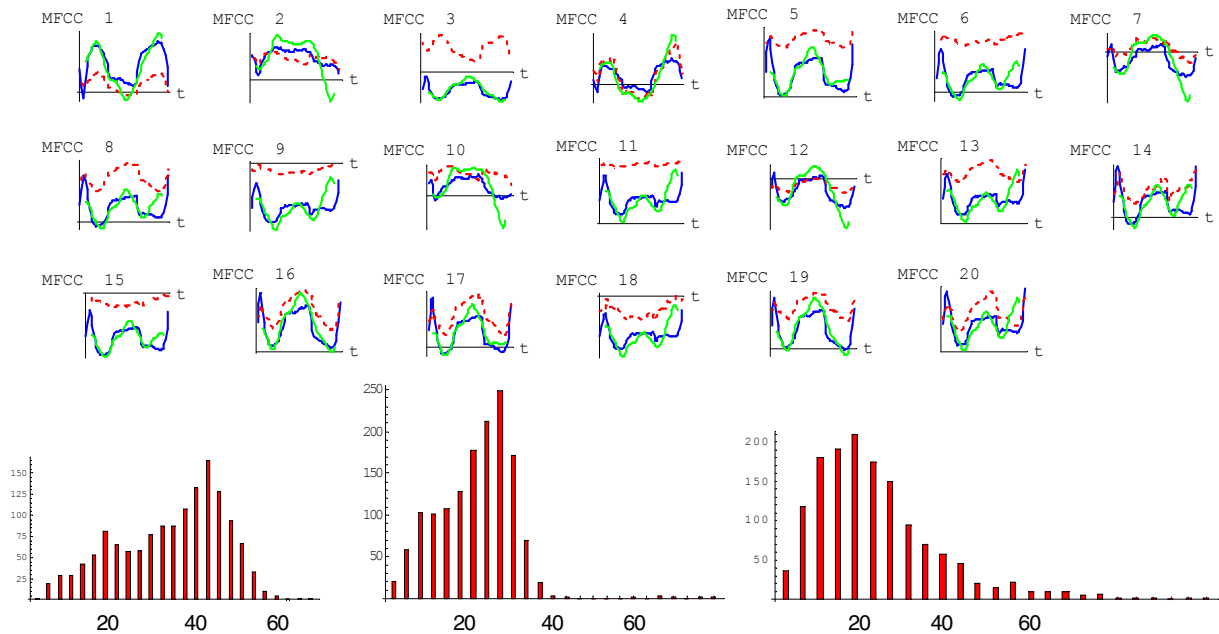 MFCC 1
MFCC 2
MFCC 3
MFCC 4
MFCC 5
MFCC 6
MFCC 7
t
t
t
t
t
t
t
MFCC 8
MFCC 9
MFCC 10
MFCC 11
MFCC 12
MFCC 13
MFCC 14
t
t
t
t
t
t
t
MFCC 15
MFCC 16
MFCC 17
MFCC 18
MFCC 19
MFCC 20
t
t
t
t
t
t
150
125
100
75
50
25
20 40 60
250
200
150
100
50
20 40 60
200
150
100
50
20 40 60